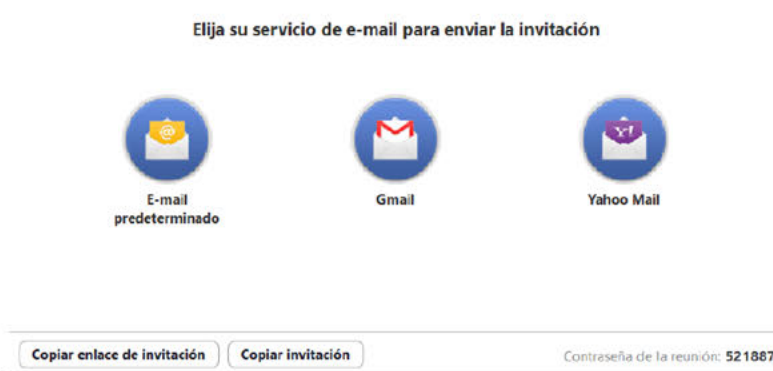 Elija su servicio de e-mail para enviar la invitación
@
Y!
E-mail
predeterminado
Gmail
Yahoo Mail
Copiar enlace de invitación
Copiar invitación
Contraseña de la reunión: 521887